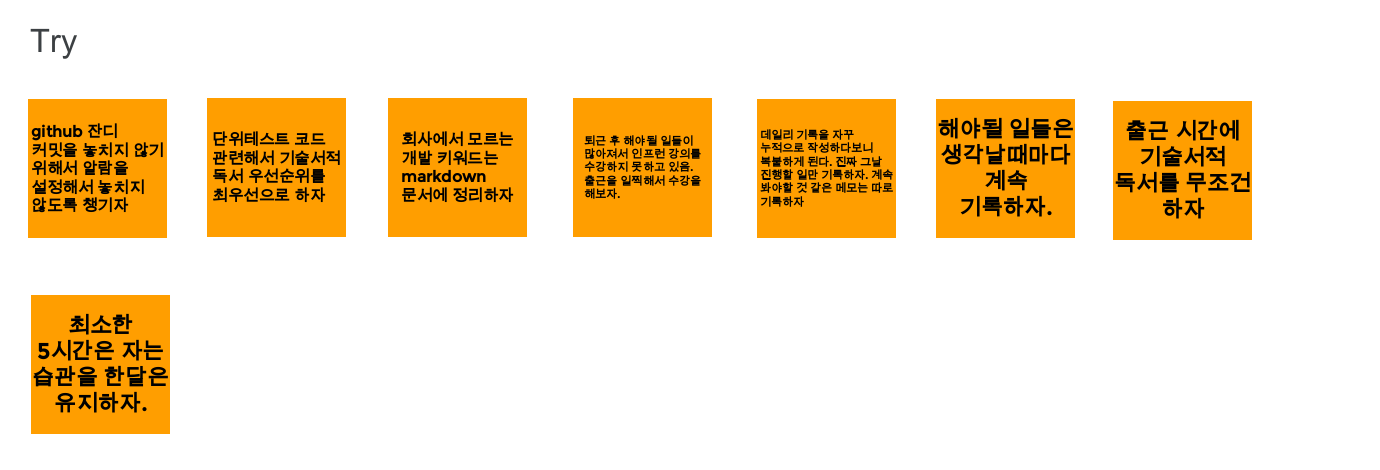 Try
github 잔디
커밋을 놓치지 않기
위해서 알람을
설정해서 놓치지
않도록 챙기자
단위테스트 코드
관련해서 기술서적
독서 우선순위를
최우선으로 하자
회사에서 모르는
개발 키워드는
markdown
문서에 정리하자
퇴근 후 해야될 일들이
많아져서 인프런 강의를
수강하지 못하고 있음.
출근을 일찍해서 수강을
해보자.
데일리 기록을 자꾸
누적으로 작성하다보니
복붙하게 된다. 진짜 그날
진행할 일만 기록하자. 계속
봐야할 것 같은 메모는 따로
기록하자
해야될 일들은
생각날때마다
계속
기록하자.
출근 시간에
기술서적
독서를 무조건
하자
최소한
5시간은 자는
습관을 한달은
유지하자.